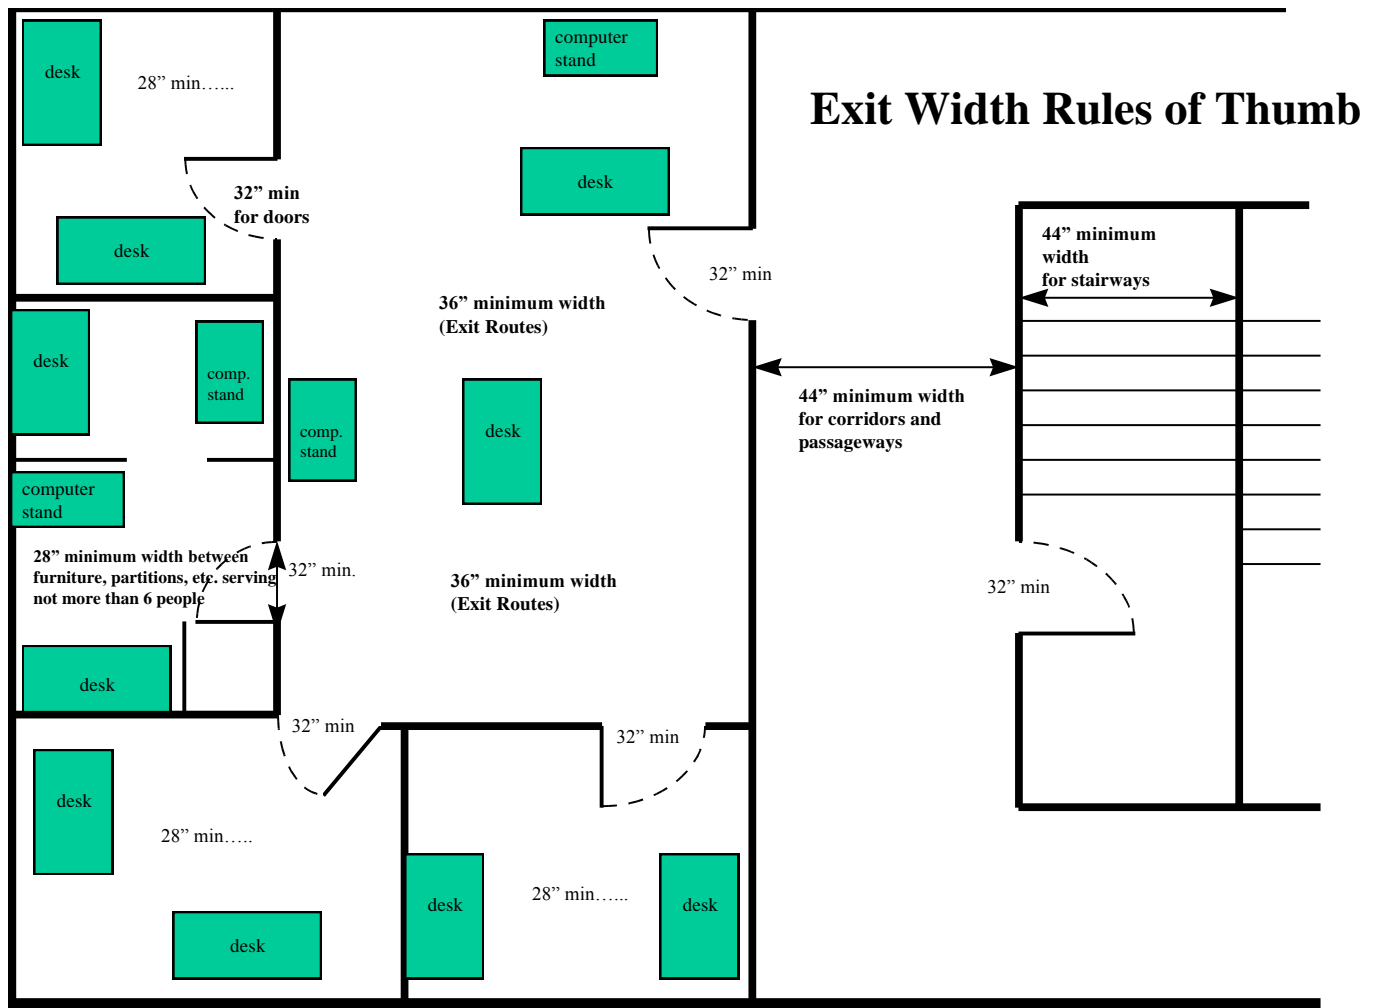 computer
stand
desk
28” min…...
Exit Width Rules of Thumb
desk
32” min
for doors
desk
44” minimum
width
for stairways
32” min
36” minimum width
(Exit Routes)
desk
comp.
stand
comp.
stand
desk
44” minimum width
for corridors and
passageways
computer
stand
28” minimum width between
furniture, partitions, etc. serving
not more than 6 people
32” min.
36” minimum width
(Exit Routes)
32” min
desk
32” min
32” min
desk
28” min…..
28” min…...
desk
desk
desk